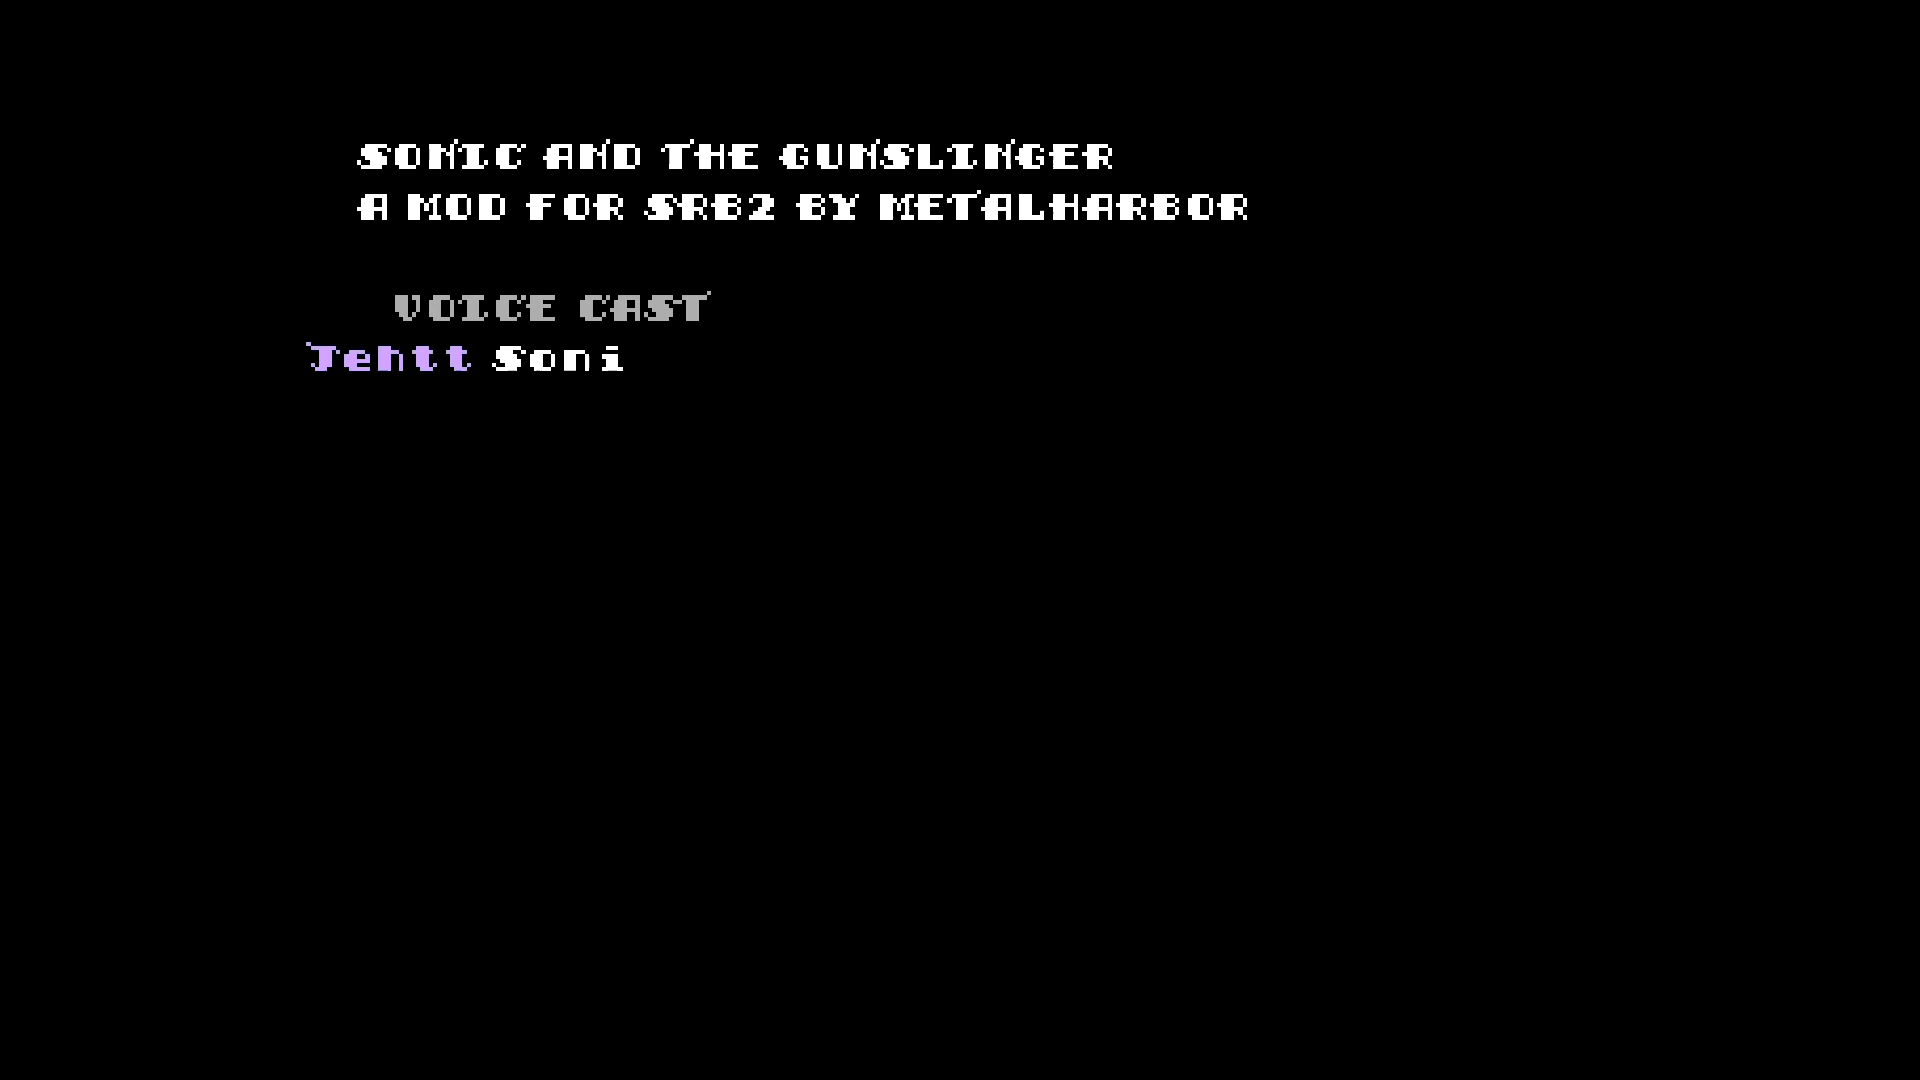 SONIC AND THE GUNSLINGER
A MOD FOR SRB2 BY METALHARBOR
VOICE CAST
Jehtt Soni